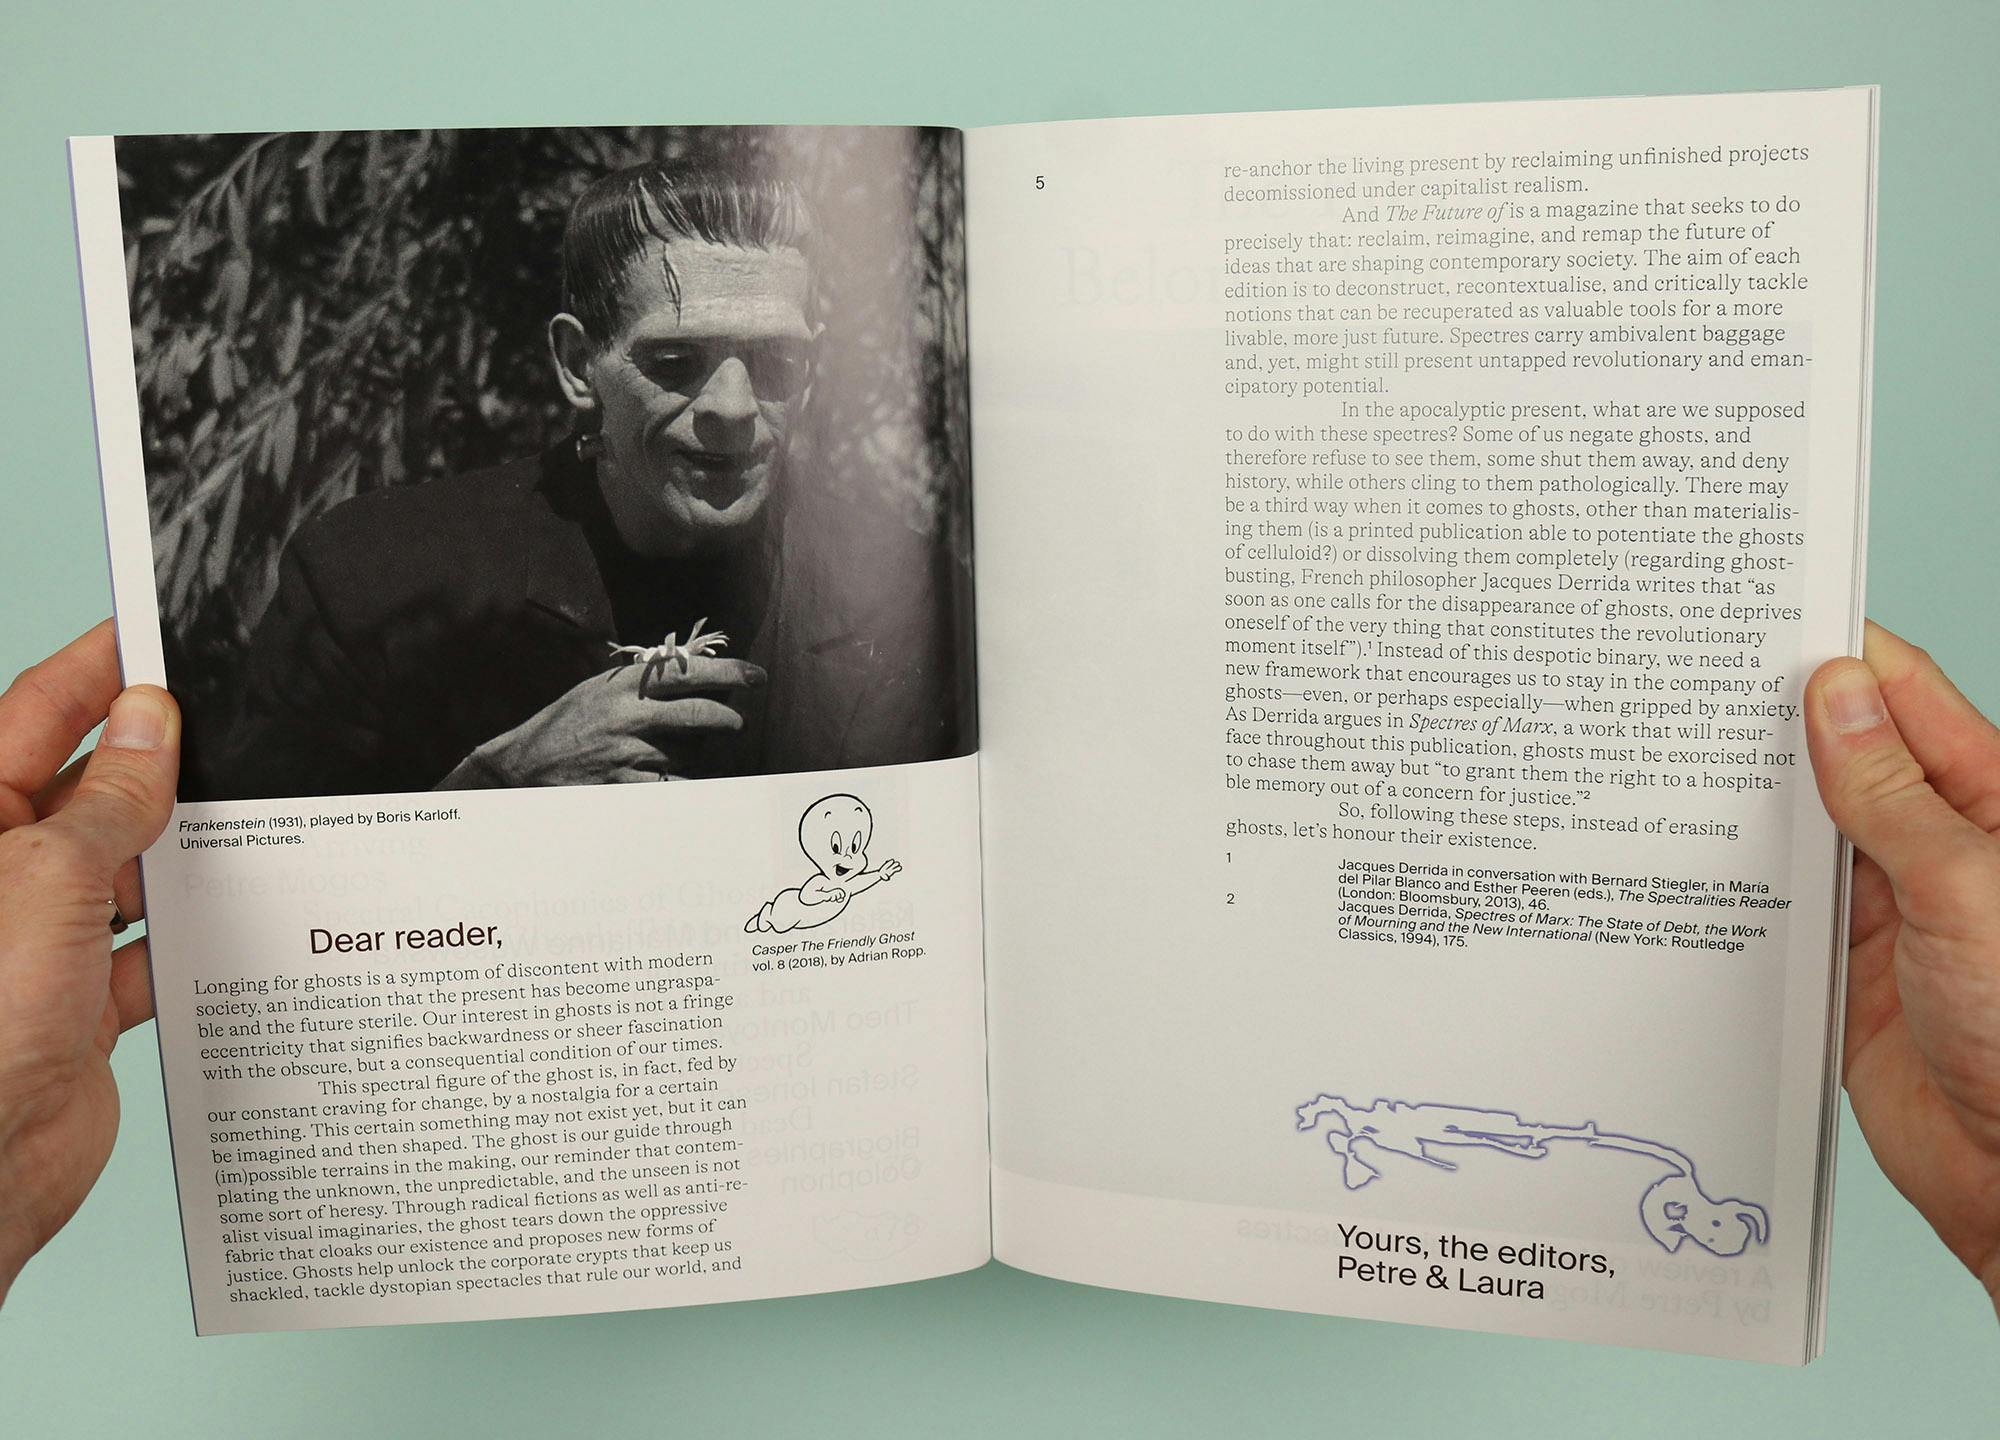 Frankenstein (1931), played by Boris Karloff.
Universal Pictures.
Casper The Friendly Ghost
vol. 8 (2018), by Adrian Ropp.
Dear reader,
Longing for ghosts is a symptom of discontent with modern
society, an indication that the present has become ungraspa-
ble and the future sterile. Our interest in ghosts is not a fringe
eccentricity that signifies backwardness or sheer fascination
with the obscure, but a consequential condition of our times.
This spectral figure of the ghost is, in fact, fed by
our constant craving for change, by a nostalgia for a certain
something. This certain something may not exist yet, but it can
be imagined and then shaped. The ghost is our guide through
(im)possible terrains in the making, our reminder that contem-
plating the unknown, the unpredictable, and the unseen is not
some sort of heresy. Through radical fictions as well as anti-re-
alist visual imaginaries, the ghost tears down the oppressive
fabric that cloaks our existence and proposes new forms of
justice. Ghosts help unlock the corporate crypts that keep us
shackled, tackle dystopian spectacles that rule our world, and
5
re-anchor the living present by reclaiming unfinished projects
decomissioned under capitalist realism.
And The Future of is a magazine that seeks to do
precisely that: reclaim, reimagine, and remap the future of
ideas that are shaping contemporary society. The aim of each
edition is to deconstruct, recontextualise, and critically tackle
notions that can be recuperated as valuable tools for a more
livable, more just future. Spectres carry ambivalent baggage
and, yet, might still present untapped revolutionary and eman-
cipatory potential.
In the apocalyptic present, what are we supposed
to do with these spectres? Some of us negate ghosts, and
therefore refuse to see them, some shut them away, and deny
history, while others cling to them pathologically. There may
be a third way when it comes to ghosts, other than materialis-
ing them (is a printed publication able to potentiate the ghosts
of celluloid?) or dissolving them completely (regarding ghost-
busting, French philosopher Jacques Derrida writes that “as
soon as one calls for the disappearance of ghosts, one deprives
oneself of the very thing that constitutes the revolutionary
moment itself”).¹ Instead of this despotic binary, we need a
new framework that encourages us to stay in the company of
ghosts—even, or perhaps especially—when gripped by anxiety.
As Derrida argues in Spectres of Marx, a work that will resur-
face throughout this publication, ghosts must be exorcised not
to chase them away but “to grant them the right to a hospita-
ble memory out of a concern for justice.”²
So, following these steps, instead of erasing
ghosts, let’s honour their existence.
1 Jacques Derrida in conversation with Bernard Stiegler, in María
del Pilar Blanco and Esther Peeren (eds.), The Spectralities Reader
(London: Bloomsbury, 2013), 46.
2 Jacques Derrida, Spectres of Marx: The State of Debt, the Work
of Mourning and the New International (New York: Routledge
Classics, 1994), 175.
Yours, the editors,
Petre & Laura